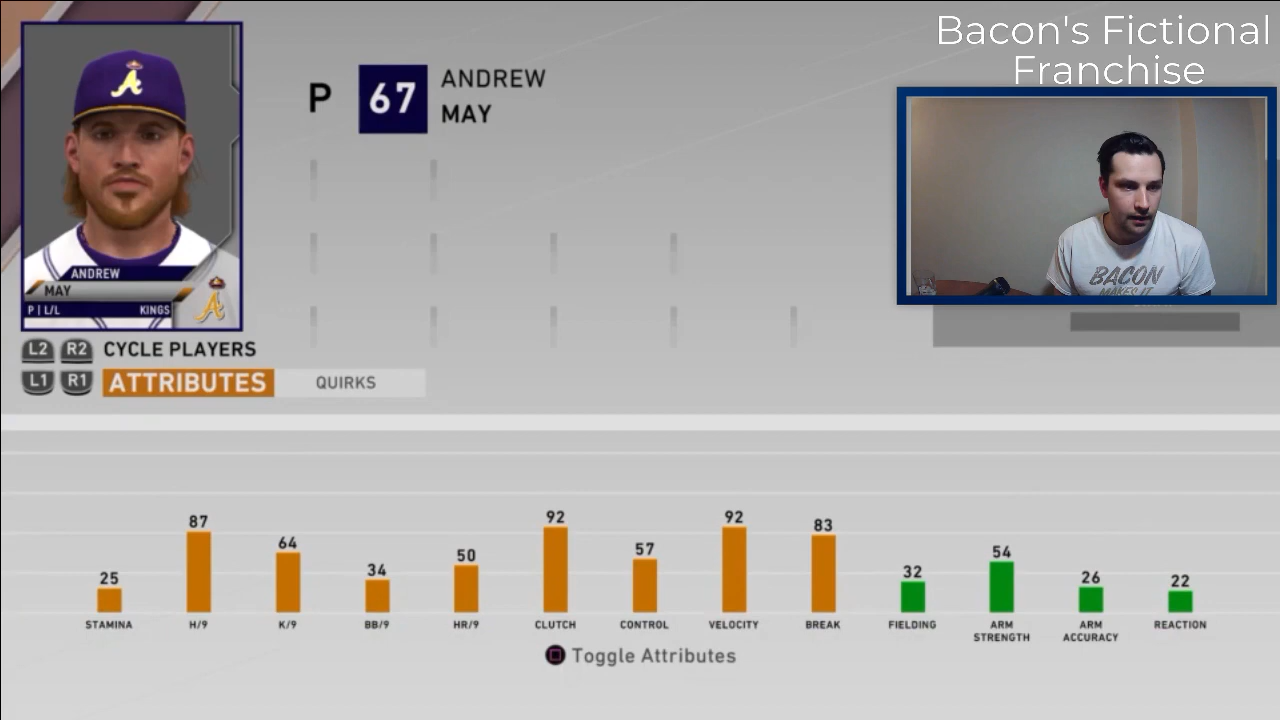 Bacon's Fictional
Franchise
P
67
ANDREW
MAY
A
ANDREW
MAY
P | L/L KINGS
A
BACON
MAKES IT
L2 R2 CYCLE PLAYERS
L1 R1 ATTRIBUTES QUIRKS
25 87 64 34 50 92 57 92 83 32 54 26 22
STAMINA H/9 K/9 BB/9 HR/9 CLUTCH CONTROL VELOCITY BREAK FIELDING ARM STRENGTH ARM ACCURACY REACTION
Toggle Attributes